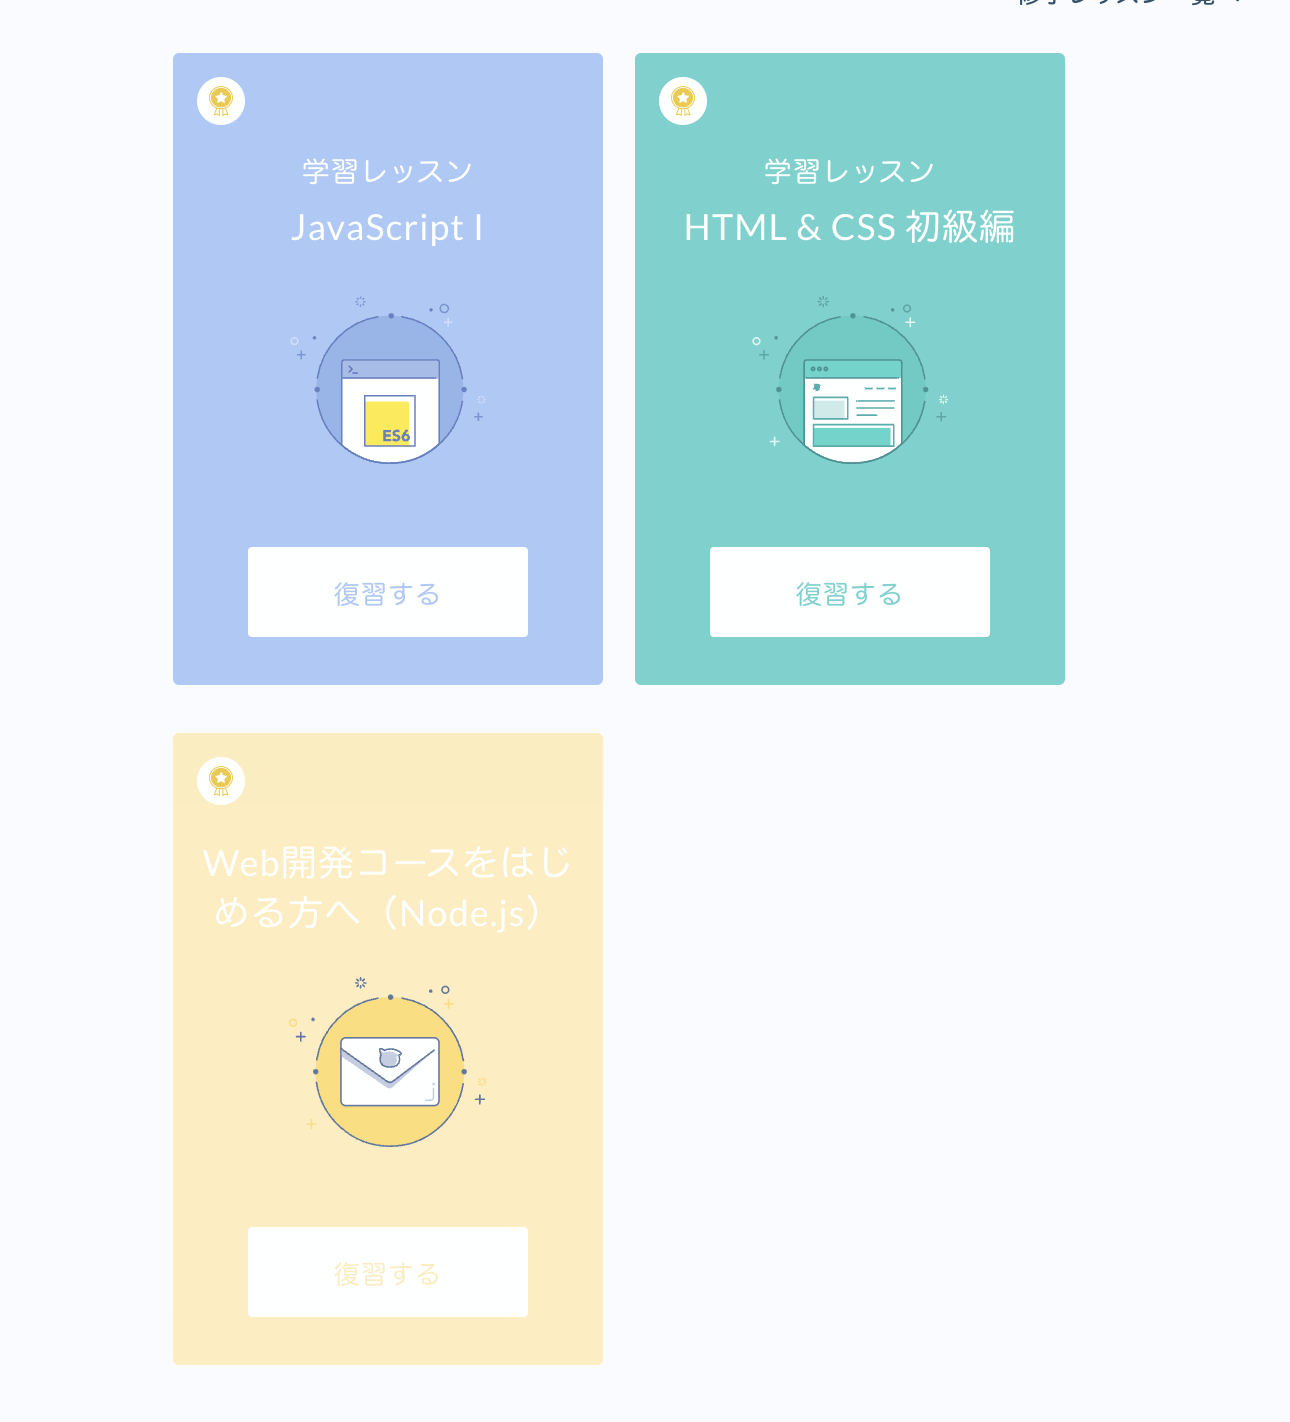 学習レッスン
JavaScript I
ES6
復習する
学習レッスン
HTML & CSS 初級編
復習する
Web開発コースをはじ
める方へ（Node.js）
復習する